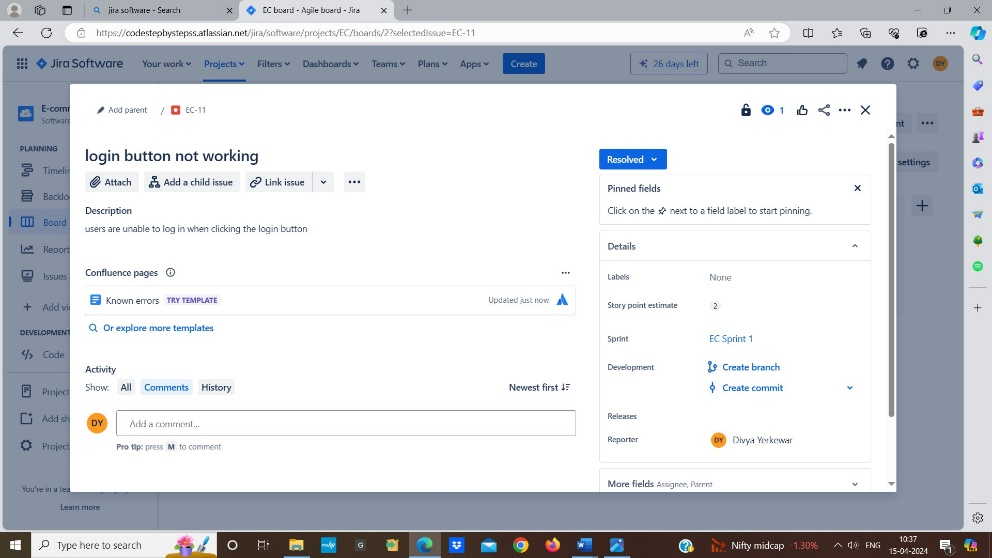 jira software - Search
EC board - Agile board - Jira
https://codestepbystepss.atlassian.net/jira/software/projects/EC/boards/2?selectedIssue=EC-11
Jira Software
Your work
Projects
Filters
Dashboards
Teams
Plans
Apps
Create
26 days left
Search
DY
E-com
Software
PLANNING
Timelin
Backlo
Board
Report
Issues
Add vi
DEVELOPMENT
Code
Project
Add sh
Project
You're in a tea
Learn more
nt
settings
Add parent / EC-11
1
login button not working
Attach
Add a child issue
Link issue
Description
users are unable to log in when clicking the login button
Confluence pages
Known errors TRY TEMPLATE
Updated just now
Or explore more templates
Activity
Show: All Comments History
Newest first
DY
Add a comment...
Pro tip: press M to comment
Resolved
Pinned fields
Click on the next to a field label to start pinning.
Details
Labels None
Story point estimate 2
Sprint EC Sprint 1
Development Create branch
Create commit
Releases
Reporter DY Divya Yerkewar
More fields Assignee, Parent
Type here to search
Nifty midcap -1.30%
ENG
10:37
15-04-2024
1